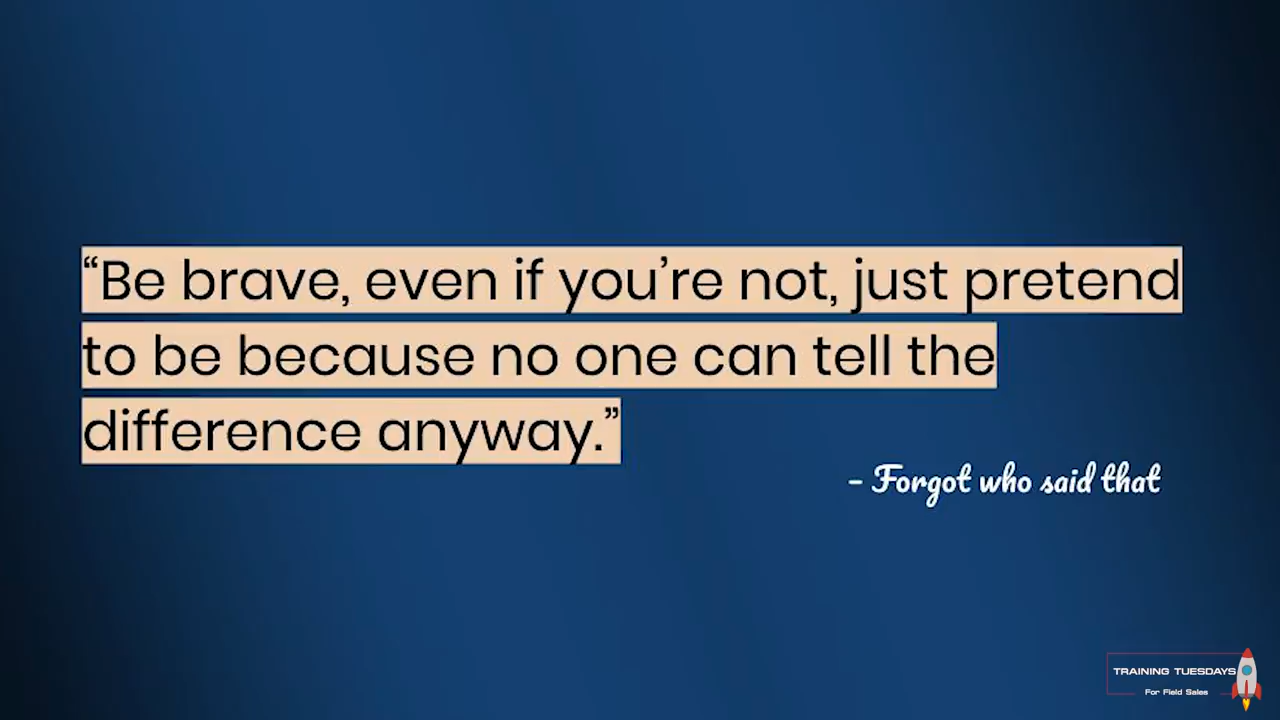 “Be brave, even if you’re not, just pretend
to be because no one can tell the
difference anyway.”
– Forgot who said that
TRAINING TUESDAYS
For Field Sales